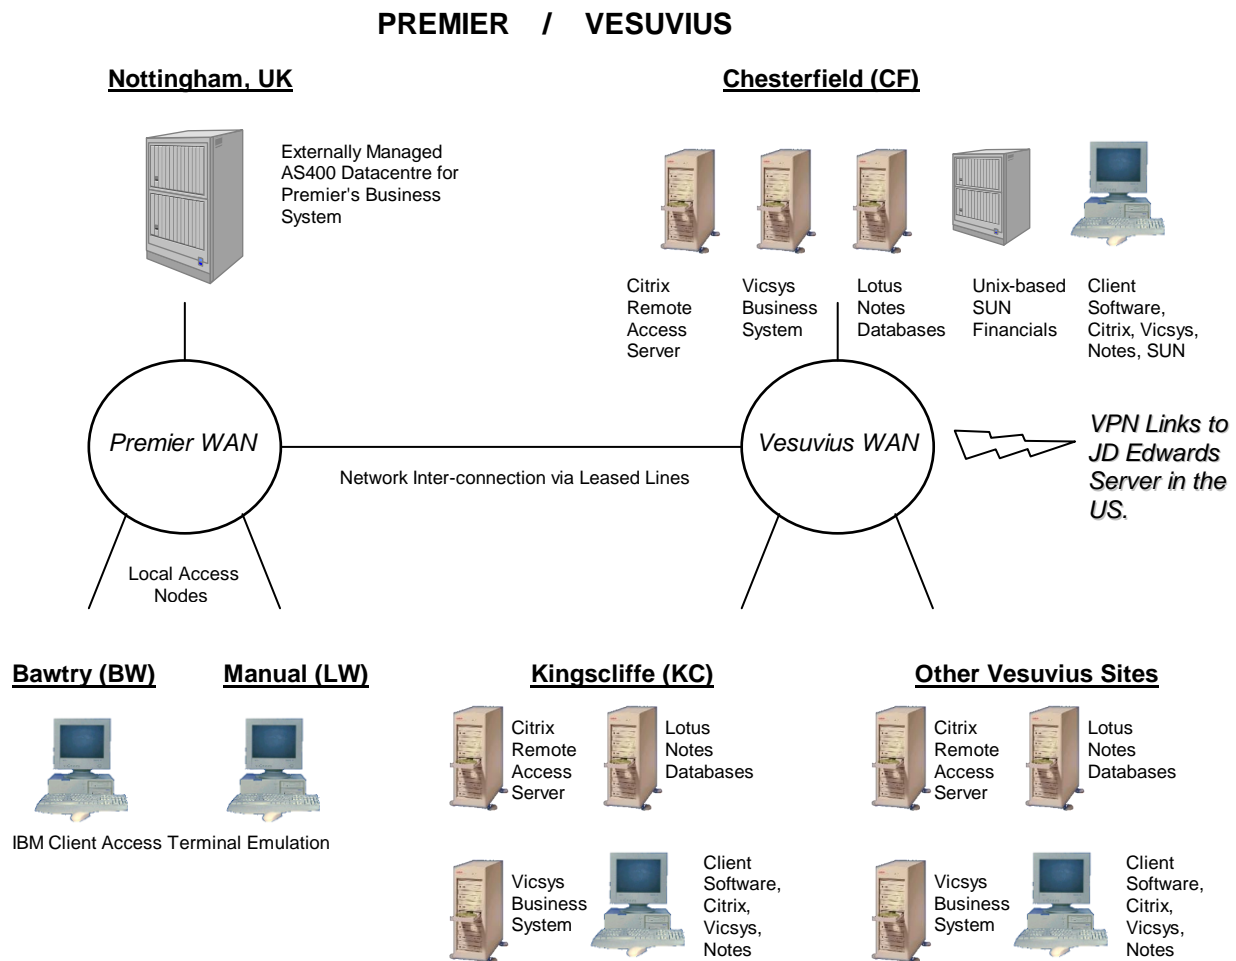 PREMIER / VESUVIUS
Nottingham, UK
Externally Managed
AS400 Datacentre for
Premier's Business
System
Chesterfield (CF)
Citrix
Remote
Access
Server
Vicsys
Business
System
Lotus
Notes
Databases
Unix-based
SUN
Financials
Client
Software,
Citrix, Vicsys,
Notes, SUN
Premier WAN
Network Inter-connection via Leased Lines
Vesuvius WAN
VPN Links to
JD Edwards
Server in the
US.
Local Access
Nodes
Bawtry (BW)
Manual (LW)
IBM Client Access Terminal Emulation
Kingscliffe (KC)
Citrix
Remote
Access
Server
Lotus
Notes
Databases
Vicsys
Business
System
Client
Software,
Citrix,
Vicsys,
Notes
Other Vesuvius Sites
Citrix
Remote
Access
Server
Lotus
Notes
Databases
Vicsys
Business
System
Client
Software,
Citrix,
Vicsys,
Notes